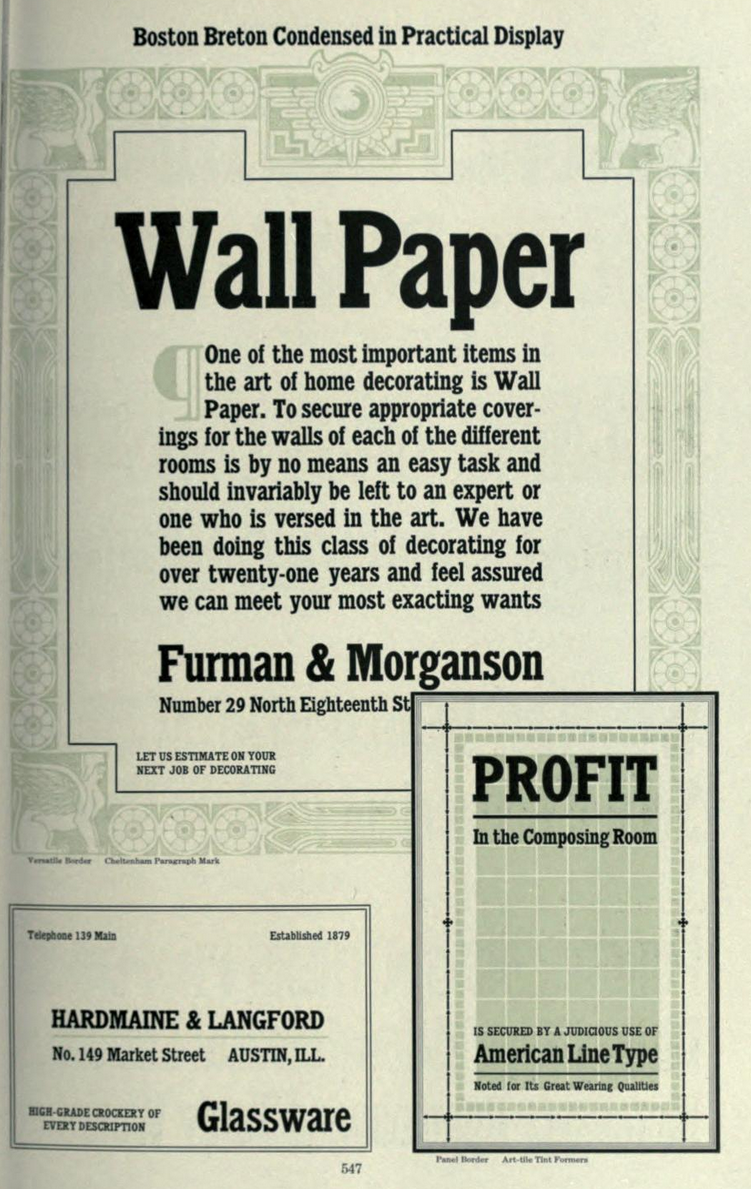 Boston Breton Condensed in Practical Display
Wall Paper
¶ One of the most important items in
the art of home decorating is Wall
Paper. To secure appropriate cover-
ings for the walls of each of the different
rooms is by no means an easy task and
should invariably be left to an expert or
one who is versed in the art. We have
been doing this class of decorating for
over twenty-one years and feel assured
we can meet your most exacting wants
Furman & Morganson
Number 29 North Eighteenth St
LET US ESTIMATE ON YOUR
NEXT JOB OF DECORATING
Versatile Border Cheltenham Paragraph Mark
PROFIT
In the Composing Room
IS SECURED BY A JUDICIOUS USE OF
American Line Type
Noted for Its Great Wearing Qualities
Panel Border Art-tile Tint Formers
Telephone 139 Main Established 1879
HARDMAINE & LANGFORD
No. 149 Market Street AUSTIN, ILL.
HIGH-GRADE CROCKERY OF
EVERY DESCRIPTION
Glassware
547